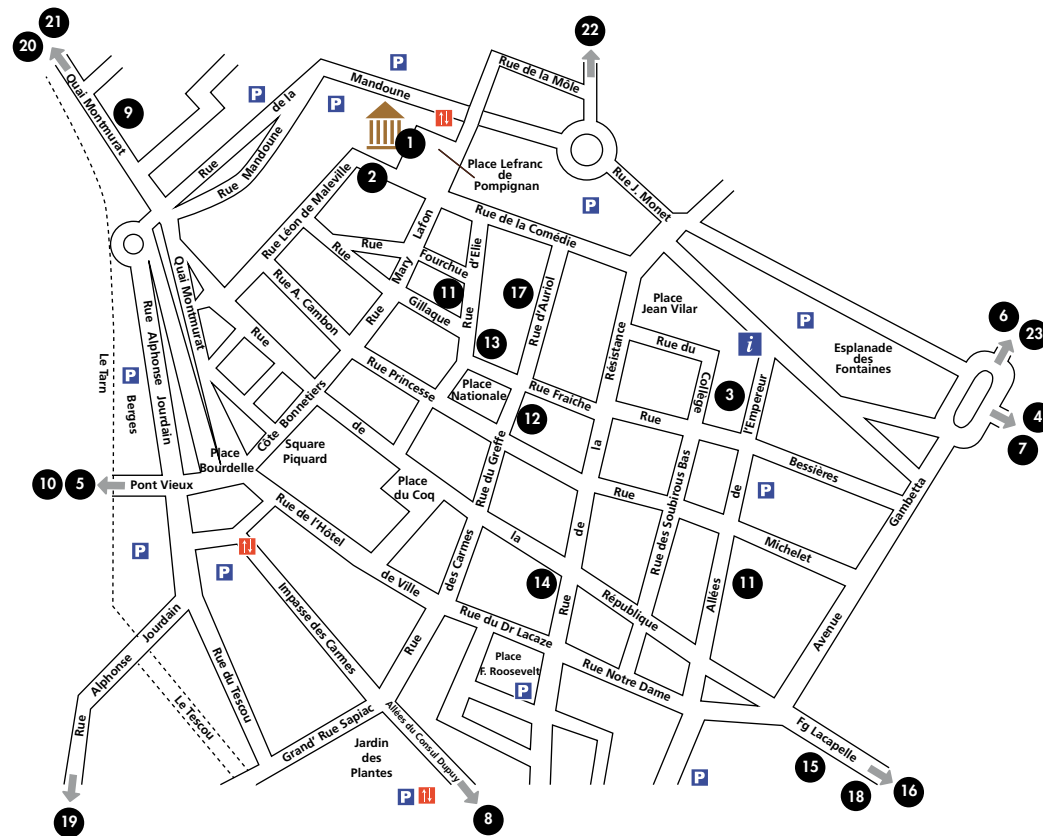 21
20
22
Quai Montmurat
9
P
P
P
Rue de la Mandoune
Rue de la Môle
Rue Mandoune
1
2
Place Lefranc
de
Pompignan
P
Rue J. Monet
Rue Léon de Maleville
Rue de la Comédie
Rue Mary Lafon
Rue Fourchue
Rue d'Elie
Rue Gillaque
11
17
13
Rue d'Auriol
Place
Jean Vilar
Quai Montmurat
Rue A. Cambon
Rue
Rue
Rue Princesse
Résistance
la
de
Rue
Rue du
Collège
i
P
Esplanade
des
Fontaines
6
23
4
7
3
l'Empereur
de
Allées
Le Tarn
P
Berges
Rue Alphonse Jourdain
Place
Nationale
Rue Fraiche
12
Côte Bonnetiers
Square
Piquard
Place
Bourdelle
de
Place
du Coq
Rue du Greffe
Rue Bessières
Rue Michelet
Rue des Soubirous Bas
P
Avenue Gambetta
10
5
Pont Vieux
P
P
Rue de l'Hôtel
de Ville
la
République
14
11
Rue des Carmes
Impasse des Carmes
Rue du Dr Lacaze
Place
F. Roosevelt
P
Rue Notre Dame
Rue Alphonse Jourdain
Rue du Tescou
Le Tescou
Grand' Rue Sapiac
Allées du Consul Dupuy
Jardin
des
Plantes
P
P
Fg Lacapelle
15
18
16
19
8